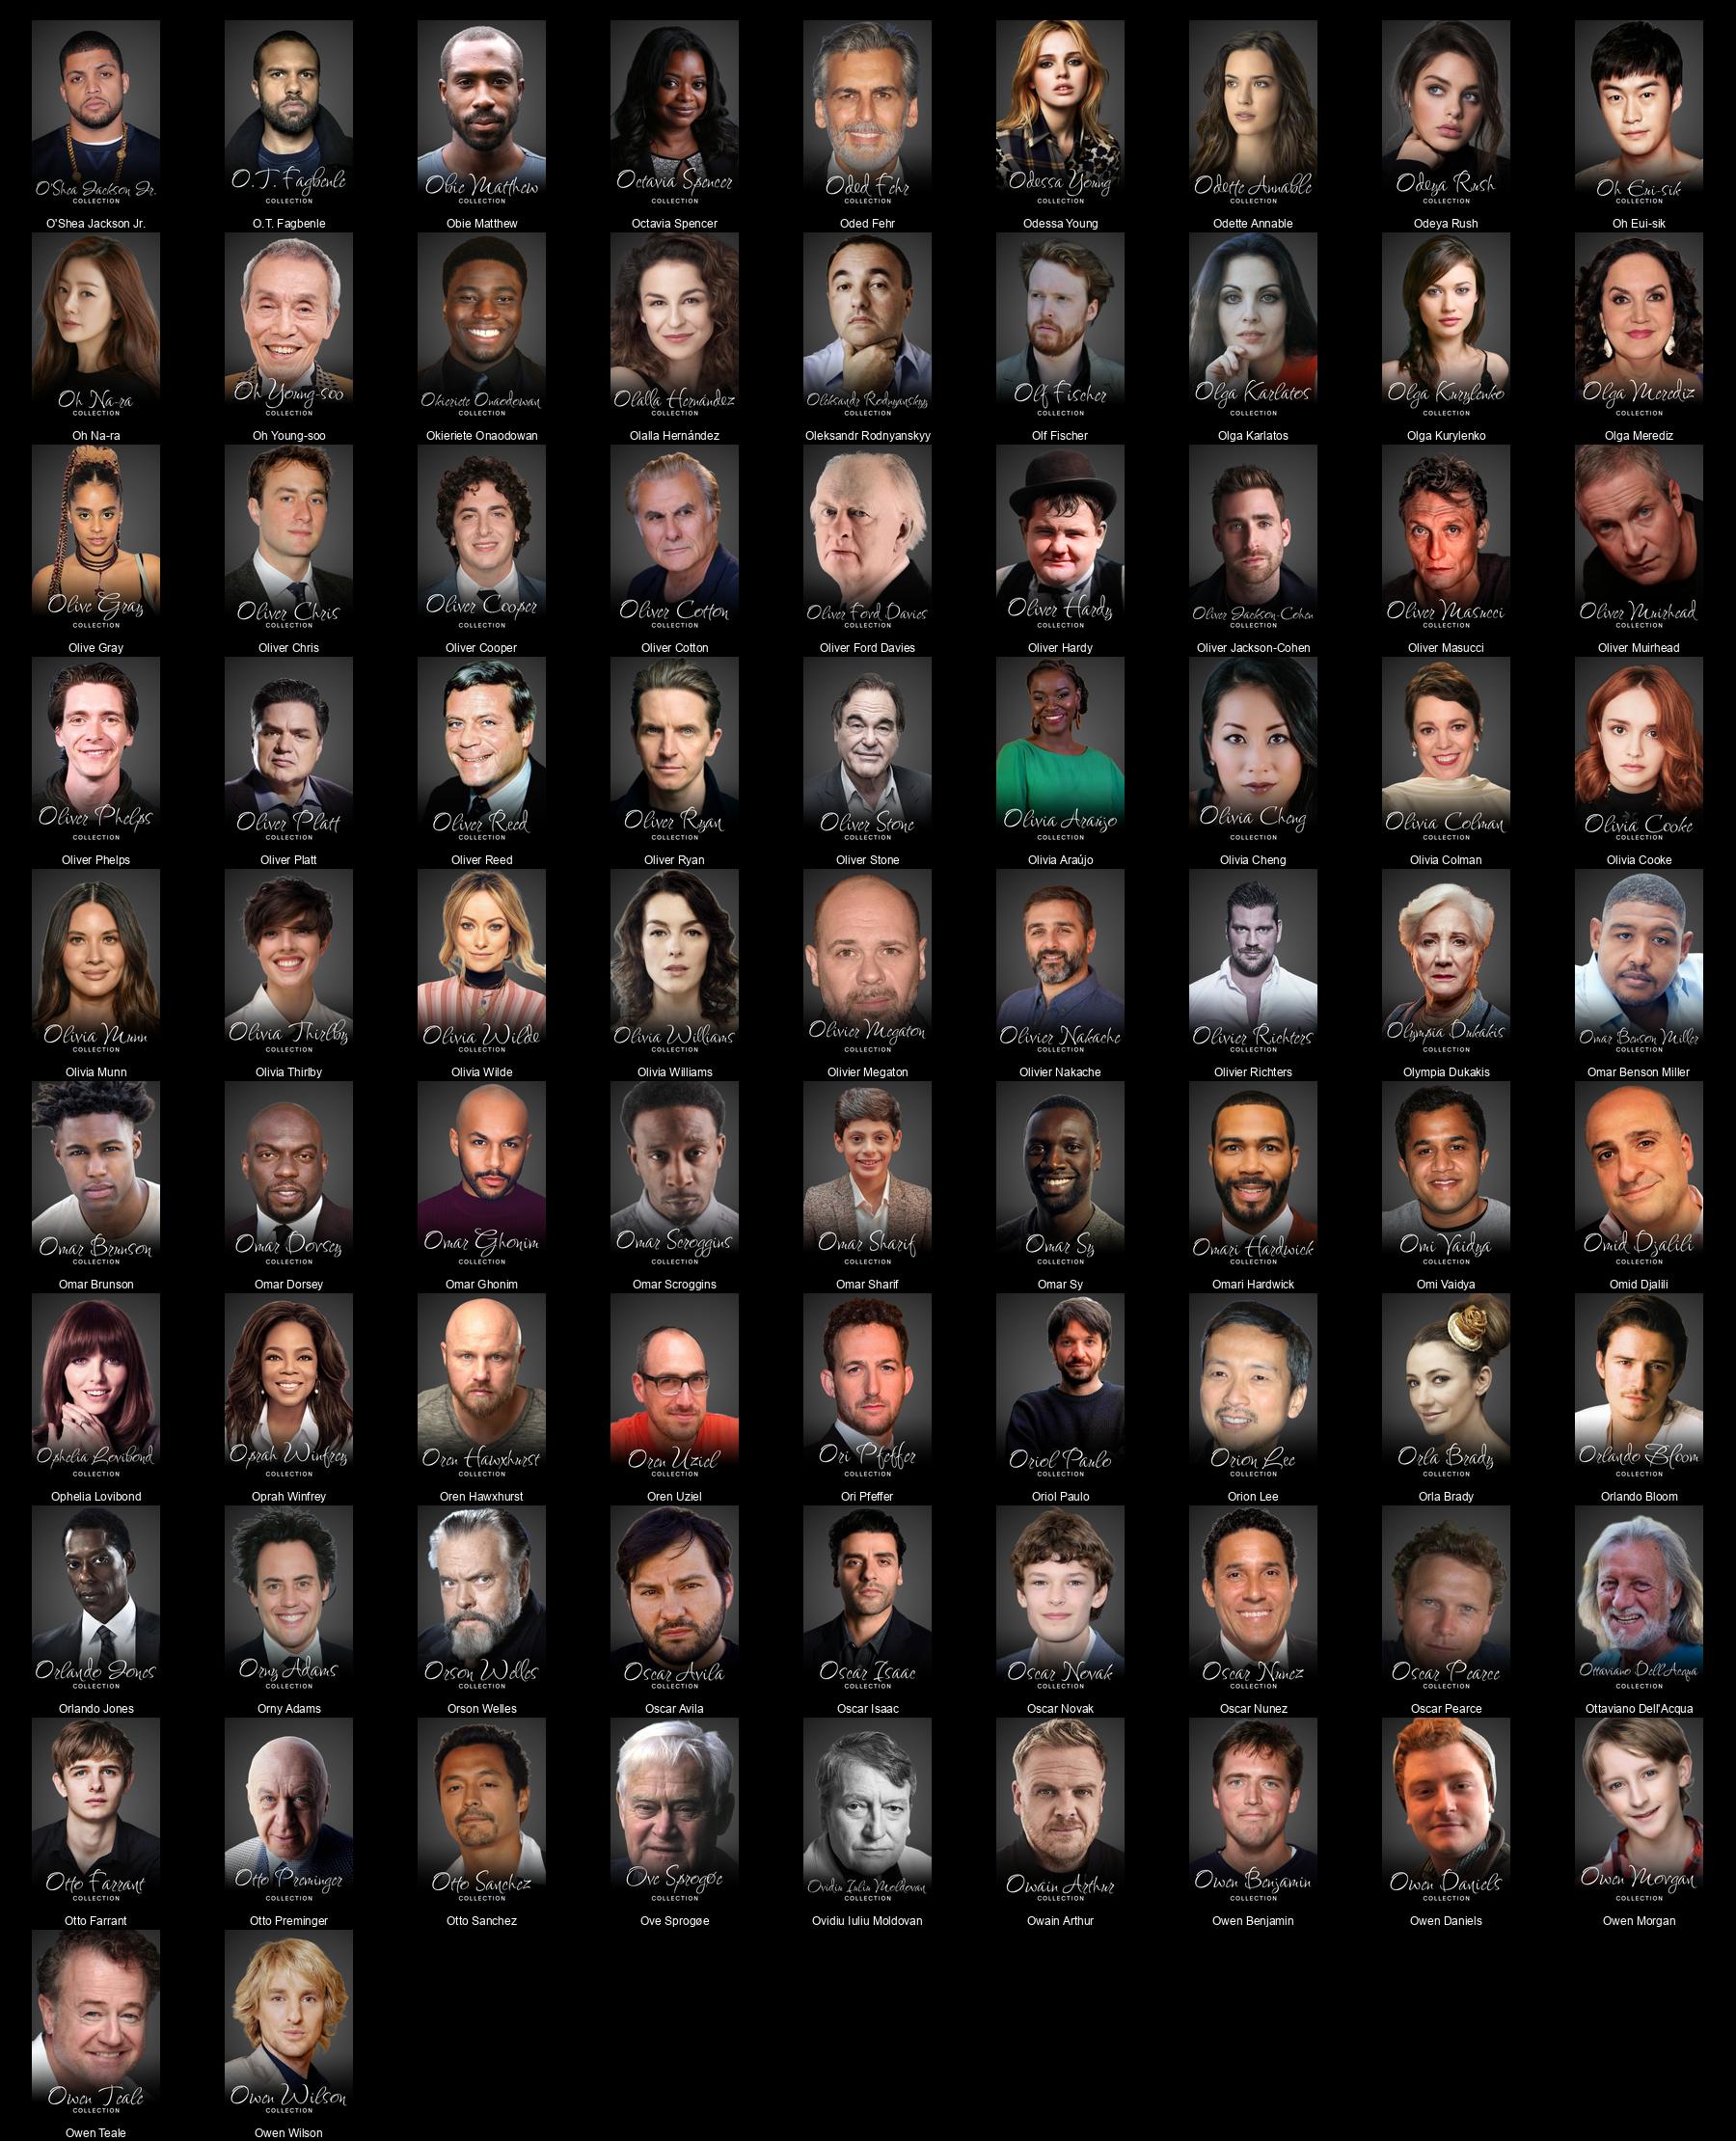 O'Shea Jackson Jr. O.T. Fagbenle Obie Matthew Octavia Spencer Oded Fehr Odessa Young Odette Annable Odeya Rush Oh Eui-sik
COLLECTION COLLECTION COLLECTION COLLECTION COLLECTION COLLECTION COLLECTION COLLECTION COLLECTION
O'Shea Jackson Jr. O.T. Fagbenle Obie Matthew Octavia Spencer Oded Fehr Odessa Young Odette Annable Odeya Rush Oh Eui-sik
Oh Na-ra Oh Young-soo Okieriete Onaodowan Olalla Hernández Oleksandr Rodnyanskyy Olf Fischer Olga Karlatos Olga Kurylenko Olga Merediz
COLLECTION COLLECTION COLLECTION COLLECTION COLLECTION COLLECTION COLLECTION COLLECTION COLLECTION
Oh Na-ra Oh Young-soo Okieriete Onaodowan Olalla Hernández Oleksandr Rodnyanskyy Olf Fischer Olga Karlatos Olga Kurylenko Olga Merediz
Olive Gray Oliver Chris Oliver Cooper Oliver Cotton Oliver Ford Davies Oliver Hardy Oliver Jackson-Cohen Oliver Masucci Oliver Muirhead
COLLECTION COLLECTION COLLECTION COLLECTION COLLECTION COLLECTION COLLECTION COLLECTION COLLECTION
Olive Gray Oliver Chris Oliver Cooper Oliver Cotton Oliver Ford Davies Oliver Hardy Oliver Jackson-Cohen Oliver Masucci Oliver Muirhead
Oliver Phelps Oliver Platt Oliver Reed Oliver Ryan Oliver Stone Olivia Araújo Olivia Cheng Olivia Colman Olivia Cooke
COLLECTION COLLECTION COLLECTION COLLECTION COLLECTION COLLECTION COLLECTION COLLECTION COLLECTION
Oliver Phelps Oliver Platt Oliver Reed Oliver Ryan Oliver Stone Olivia Araújo Olivia Cheng Olivia Colman Olivia Cooke
Olivia Munn Olivia Thirlby Olivia Wilde Olivia Williams Olivier Megaton Olivier Nakache Olivier Richters Olympia Dukakis Omar Benson Miller
COLLECTION COLLECTION COLLECTION COLLECTION COLLECTION COLLECTION COLLECTION COLLECTION COLLECTION
Olivia Munn Olivia Thirlby Olivia Wilde Olivia Williams Olivier Megaton Olivier Nakache Olivier Richters Olympia Dukakis Omar Benson Miller
Omar Brunson Omar Dorsey Omar Ghonim Omar Scroggins Omar Sharif Omar Sy Omari Hardwick Omi Vaidya Omid Djalili
COLLECTION COLLECTION COLLECTION COLLECTION COLLECTION COLLECTION COLLECTION COLLECTION COLLECTION
Omar Brunson Omar Dorsey Omar Ghonim Omar Scroggins Omar Sharif Omar Sy Omari Hardwick Omi Vaidya Omid Djalili
Ophelia Lovibond Oprah Winfrey Oren Hawxhurst Oren Uziel Ori Pfeffer Oriol Paulo Orion Lee Orla Brady Orlando Bloom
COLLECTION COLLECTION COLLECTION COLLECTION COLLECTION COLLECTION COLLECTION COLLECTION COLLECTION
Ophelia Lovibond Oprah Winfrey Oren Hawxhurst Oren Uziel Ori Pfeffer Oriol Paulo Orion Lee Orla Brady Orlando Bloom
Orlando Jones Orny Adams Orson Welles Oscar Avila Oscar Isaac Oscar Novak Oscar Nunez Oscar Pearce Ottaviano Dell'Acqua
COLLECTION COLLECTION COLLECTION COLLECTION COLLECTION COLLECTION COLLECTION COLLECTION COLLECTION
Orlando Jones Orny Adams Orson Welles Oscar Avila Oscar Isaac Oscar Novak Oscar Nunez Oscar Pearce Ottaviano Dell'Acqua
Otto Farrant Otto Preminger Otto Sanchez Ove Sprogøe Ovidiu Iuliu Moldovan Owain Arthur Owen Benjamin Owen Daniels Owen Morgan
COLLECTION COLLECTION COLLECTION COLLECTION COLLECTION COLLECTION COLLECTION COLLECTION COLLECTION
Otto Farrant Otto Preminger Otto Sanchez Ove Sprogøe Ovidiu Iuliu Moldovan Owain Arthur Owen Benjamin Owen Daniels Owen Morgan
Owen Teale Owen Wilson
COLLECTION COLLECTION
Owen Teale Owen Wilson